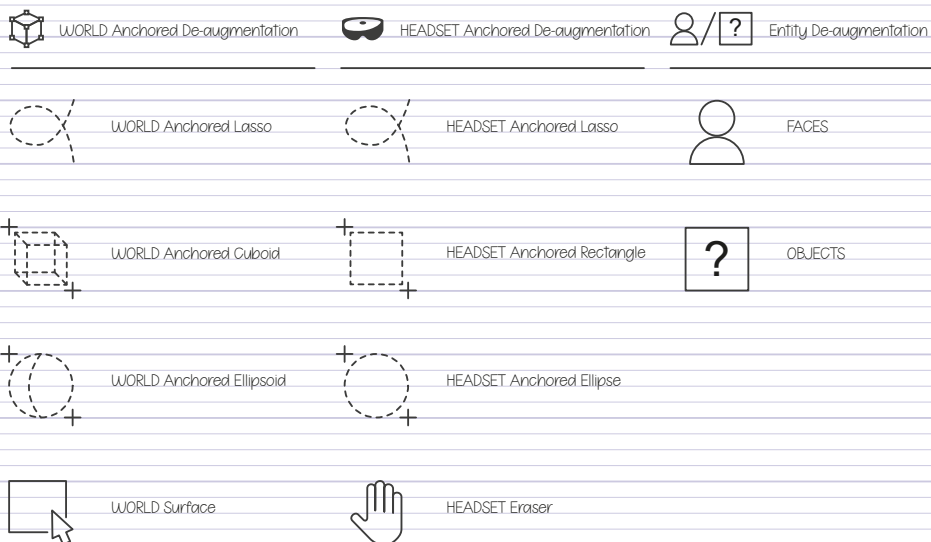 WORLD Anchored De-augmentation
HEADSET Anchored De-augmentation
/ ? Entity De-augmentation
WORLD Anchored Lasso
HEADSET Anchored Lasso
FACES
WORLD Anchored Cuboid
HEADSET Anchored Rectangle
? OBJECTS
WORLD Anchored Ellipsoid
HEADSET Anchored Ellipse
WORLD Surface
HEADSET Eraser